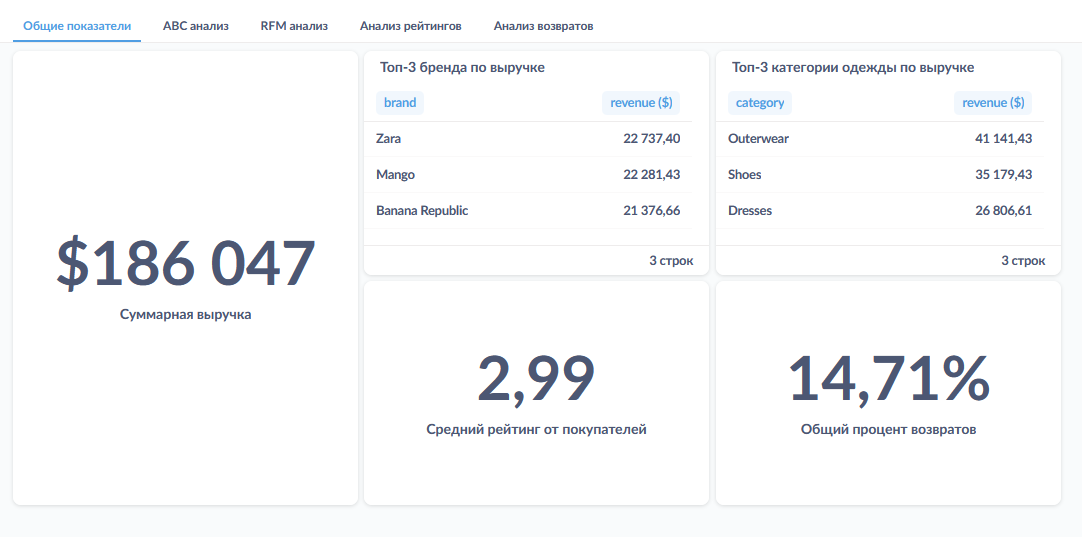 Общие показатели ABC анализ RFM анализ Анализ рейтингов Анализ возвратов
$186 047
Суммарная выручка
Топ-3 бренда по выручке
brand revenue ($)
Zara 22 737,40
Mango 22 281,43
Banana Republic 21 376,66
3 строк
Топ-3 категории одежды по выручке
category revenue ($)
Outerwear 41 141,43
Shoes 35 179,43
Dresses 26 806,61
3 строк
2,99
Средний рейтинг от покупателей
14,71%
Общий процент возвратов